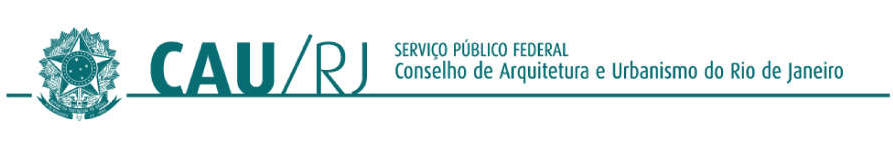 CAU/RJ
SERVIÇO PÚBLICO FEDERAL
Conselho de Arquitetura e Urbanismo do Rio de Janeiro